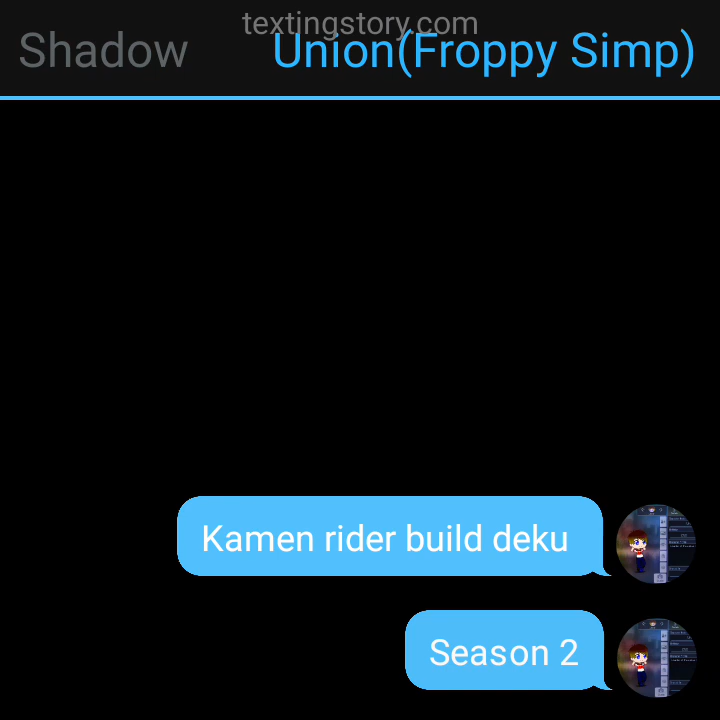 textingstory.com
Shadow Union(Froppy Simp)
Kamen rider build deku
Season 2